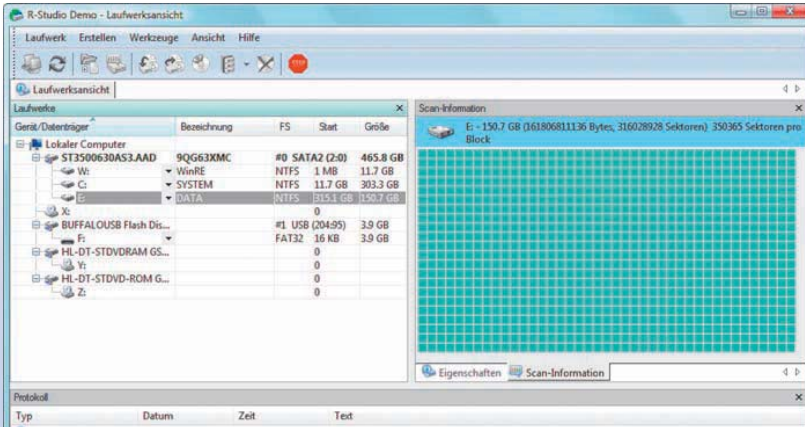 R-Studio Demo - Laufwerksansicht
Laufwerk Erstellen Werkzeuge Ansicht Hilfe
STOP
Laufwerksansicht
Laufwerke
Gerät/Datenträger Bezeichnung FS Start Größe
Lokaler Computer
ST3500630AS3.AAD 9QG63XMC #0 SATA2 (2:0) 465.8 GB
W: WinRE NTFS 1 MB 11.7 GB
C: SYSTEM NTFS 11.7 GB 303.3 GB
E: DATA NTFS 315.1 GB 150.7 GB
X: 0
BUFFALOUSB Flash Dis... #1 USB (204:95) 3.9 GB
F: FAT32 16 KB 3.9 GB
HL-DT-STDVDRAM GS... 0
Y: 0
HL-DT-STDVD-ROM G... 0
Z: 0
Scan-Information
E: - 150.7 GB (161806811136 Bytes, 316028928 Sektoren) 350365 Sektoren pro
Block
Eigenschaften Scan-Information
Protokoll
Typ Datum Zeit Text